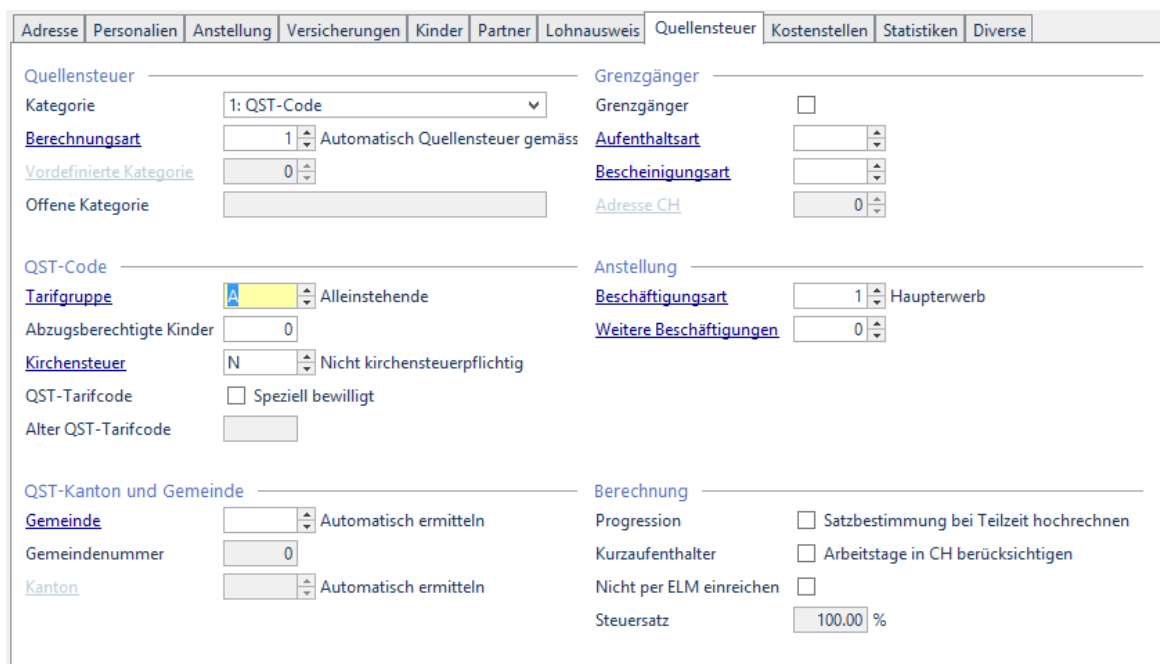 Adresse Personalien Anstellung Versicherungen Kinder Partner Lohnausweis Quellensteuer Kostenstellen Statistiken Diverse
Quellensteuer
Kategorie 1: QST-Code
Berechnungsart 1 Automatisch Quellensteuer gemäss
Vordefinierte Kategorie 0
Offene Kategorie
Grenzgänger
Grenzgänger
Aufenthaltsart
Bescheinigungsart
Adresse CH 0
QST-Code
Tarifgruppe A Alleinstehende
Abzugsberechtigte Kinder 0
Kirchensteuer N Nicht kirchensteuerpflichtig
QST-Tarifcode Speziell bewilligt
Alter QST-Tarifcode
Anstellung
Beschäftigungsart 1 Haupterwerb
Weitere Beschäftigungen 0
QST-Kanton und Gemeinde
Gemeinde Automatisch ermitteln
Gemeindenummer 0
Kanton Automatisch ermitteln
Berechnung
Progression Satzbestimmung bei Teilzeit hochrechnen
Kurzaufenthalter Arbeitstage in CH berücksichtigen
Nicht per ELM einreichen
Steuersatz 100.00 %